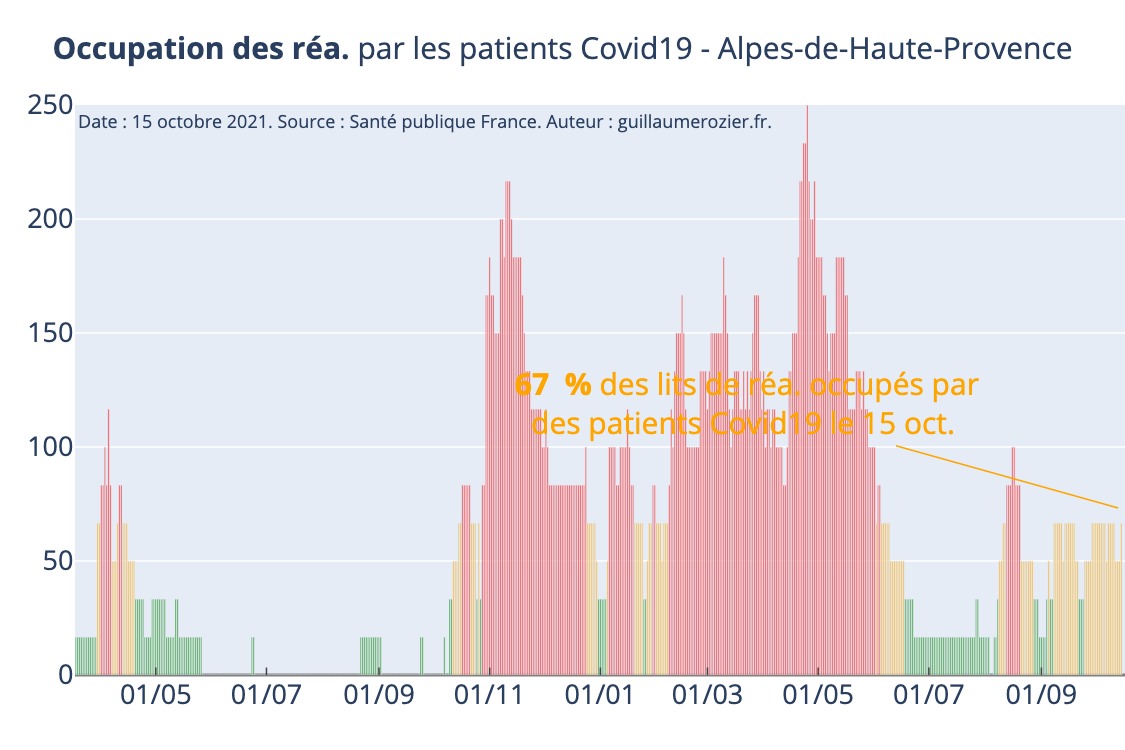 Occupation des réa. par les patients Covid19 - Alpes-de-Haute-Provence
250
Date : 15 octobre 2021. Source : Santé publique France. Auteur : guillaumerozier.fr.
200
150
67 % des lits de réa. occupés par
des patients Covid19 le 15 oct.
100
50
0
01/05 01/07 01/09 01/11 01/01 01/03 01/05 01/07 01/09